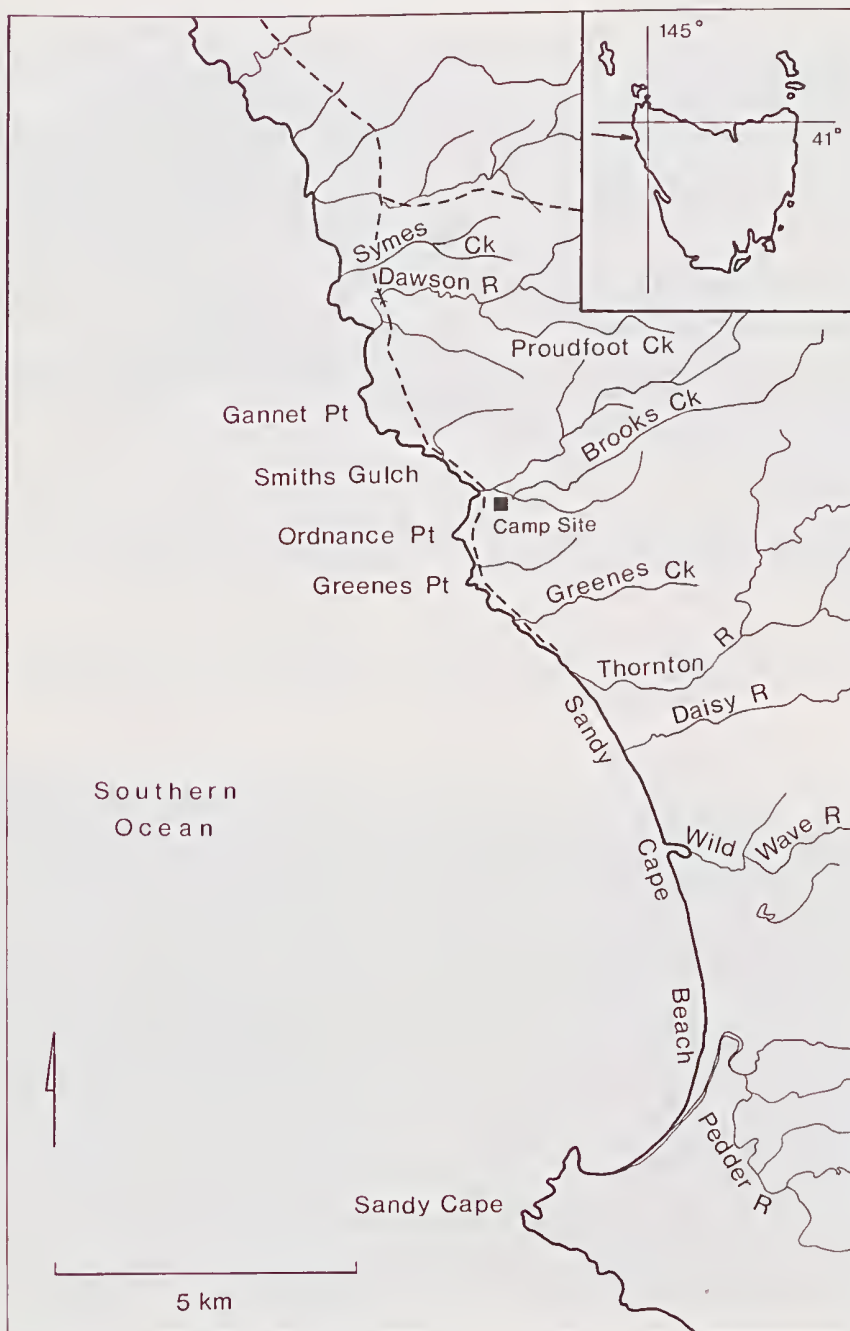 145°
41°
Symes
Ck
Dawson R
Proudfoot Ck
Gannet Pt
Brooks Ck
Smiths Gulch
Camp Site
Ordnance Pt
Greenes Pt
Greenes Ck
Thornton R
Sandy
Daisy R
Southern
Ocean
Wild Wave R
Cape
Beach
Pedder R
Sandy Cape
5 km